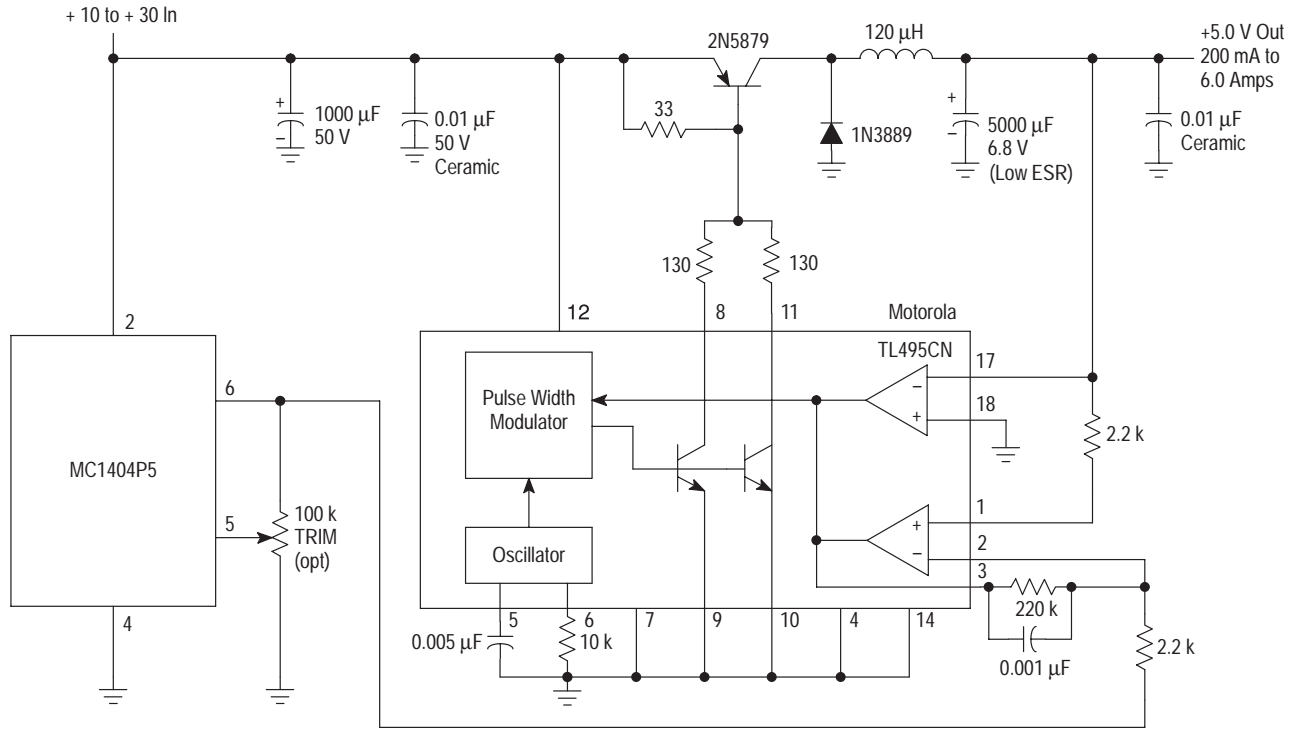 + 10 to + 30 In
2N5879
120 μH
+5.0 V Out
200 mA to
6.0 Amps
+
–
1000 μF
50 V
0.01 μF
50 V
Ceramic
33
1N3889
+
–
5000 μF
6.8 V
(Low ESR)
0.01 μF
Ceramic
130
130
2
12
8
11
Motorola
TL495CN
17
–
18
+
2.2 k
6
Pulse Width
Modulator
MC1404P5
5
100 k
TRIM
(opt)
Oscillator
1
+
2
–
3
220 k
0.001 μF
2.2 k
4
5
0.005 μF
6
10 k
7
9
10
4
14